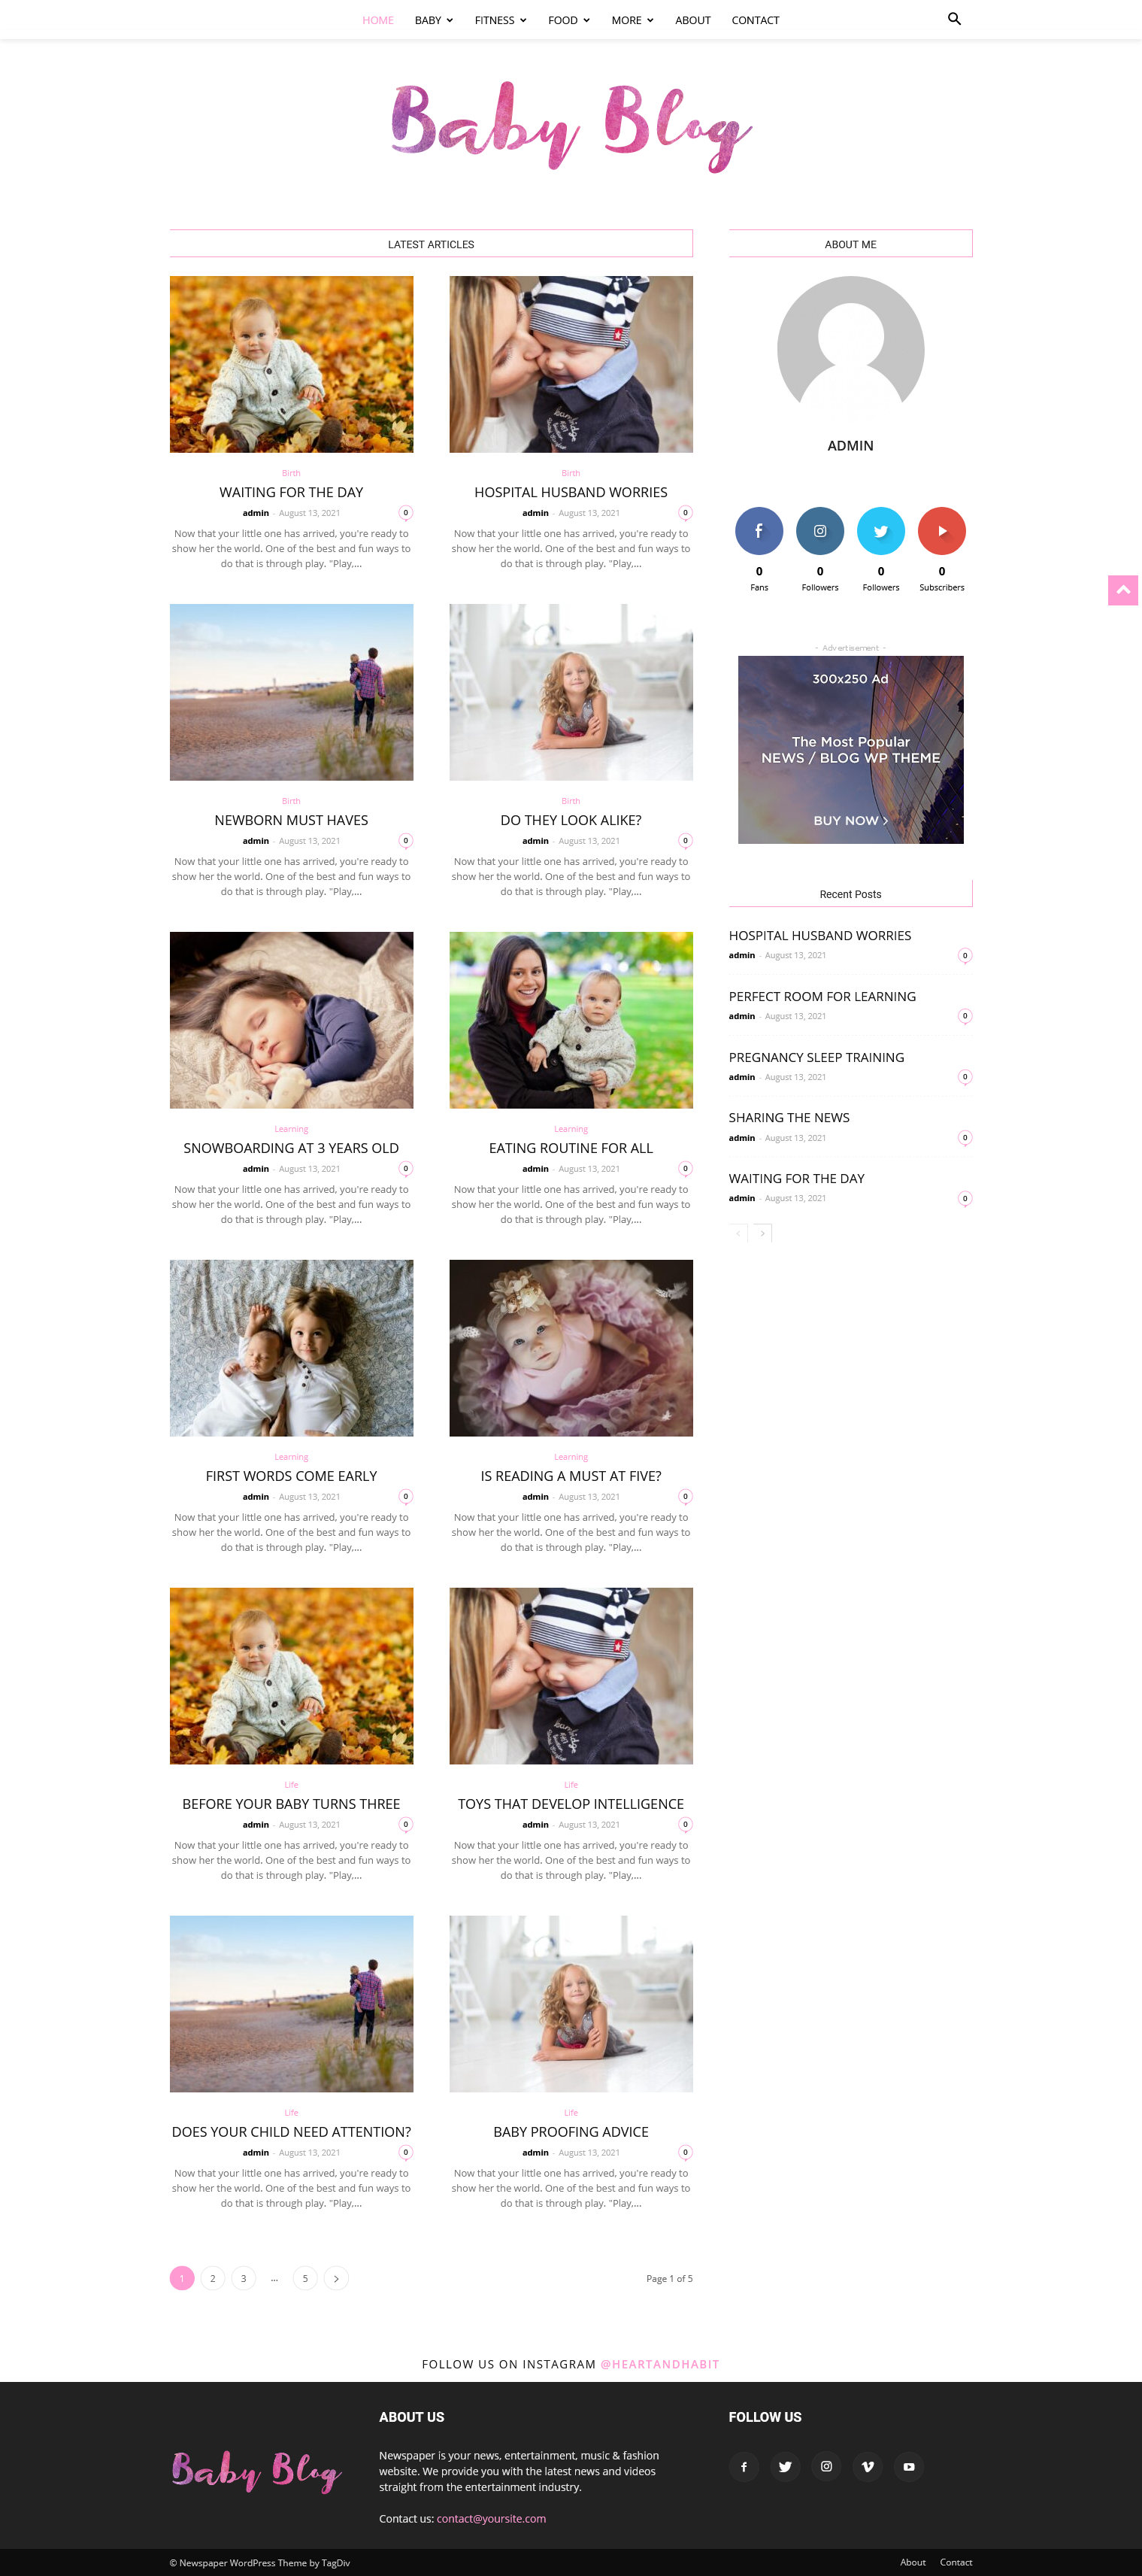 HOME BABY FITNESS FOOD MORE ABOUT CONTACT
Baby Blog
LATEST ARTICLES
Birth
WAITING FOR THE DAY
admin - August 13, 2021 0
Now that your little one has arrived, you're ready to
show her the world. One of the best and fun ways to
do that is through play. "Play,...
Birth
HOSPITAL HUSBAND WORRIES
admin - August 13, 2021 0
Now that your little one has arrived, you're ready to
show her the world. One of the best and fun ways to
do that is through play. "Play,...
Birth
NEWBORN MUST HAVES
admin - August 13, 2021 0
Now that your little one has arrived, you're ready to
show her the world. One of the best and fun ways to
do that is through play. "Play,...
Birth
DO THEY LOOK ALIKE?
admin - August 13, 2021 0
Now that your little one has arrived, you're ready to
show her the world. One of the best and fun ways to
do that is through play. "Play,...
Learning
SNOWBOARDING AT 3 YEARS OLD
admin - August 13, 2021 0
Now that your little one has arrived, you're ready to
show her the world. One of the best and fun ways to
do that is through play. "Play,...
Learning
EATING ROUTINE FOR ALL
admin - August 13, 2021 0
Now that your little one has arrived, you're ready to
show her the world. One of the best and fun ways to
do that is through play. "Play,...
Learning
FIRST WORDS COME EARLY
admin - August 13, 2021 0
Now that your little one has arrived, you're ready to
show her the world. One of the best and fun ways to
do that is through play. "Play,...
Learning
IS READING A MUST AT FIVE?
admin - August 13, 2021 0
Now that your little one has arrived, you're ready to
show her the world. One of the best and fun ways to
do that is through play. "Play,...
Life
BEFORE YOUR BABY TURNS THREE
admin - August 13, 2021 0
Now that your little one has arrived, you're ready to
show her the world. One of the best and fun ways to
do that is through play. "Play,...
Life
TOYS THAT DEVELOP INTELLIGENCE
admin - August 13, 2021 0
Now that your little one has arrived, you're ready to
show her the world. One of the best and fun ways to
do that is through play. "Play,...
Life
DOES YOUR CHILD NEED ATTENTION?
admin - August 13, 2021 0
Now that your little one has arrived, you're ready to
show her the world. One of the best and fun ways to
do that is through play. "Play,...
Life
BABY PROOFING ADVICE
admin - August 13, 2021 0
Now that your little one has arrived, you're ready to
show her the world. One of the best and fun ways to
do that is through play. "Play,...
1 2 3 ... 5
Page 1 of 5
ABOUT ME
ADMIN
0 0 0 0
Fans Followers Followers Subscribers
- Advertisement -
300x250 Ad
The Most Popular
NEWS / BLOG WP THEME
BUY NOW
Recent Posts
HOSPITAL HUSBAND WORRIES
admin - August 13, 2021 0
PERFECT ROOM FOR LEARNING
admin - August 13, 2021 0
PREGNANCY SLEEP TRAINING
admin - August 13, 2021 0
SHARING THE NEWS
admin - August 13, 2021 0
WAITING FOR THE DAY
admin - August 13, 2021 0
FOLLOW US ON INSTAGRAM @HEARTANDHABIT
Baby Blog
ABOUT US
Newspaper is your news, entertainment, music & fashion
website. We provide you with the latest news and videos
straight from the entertainment industry.
Contact us: contact@yoursite.com
FOLLOW US
© Newspaper WordPress Theme by TagDiv
About Contact